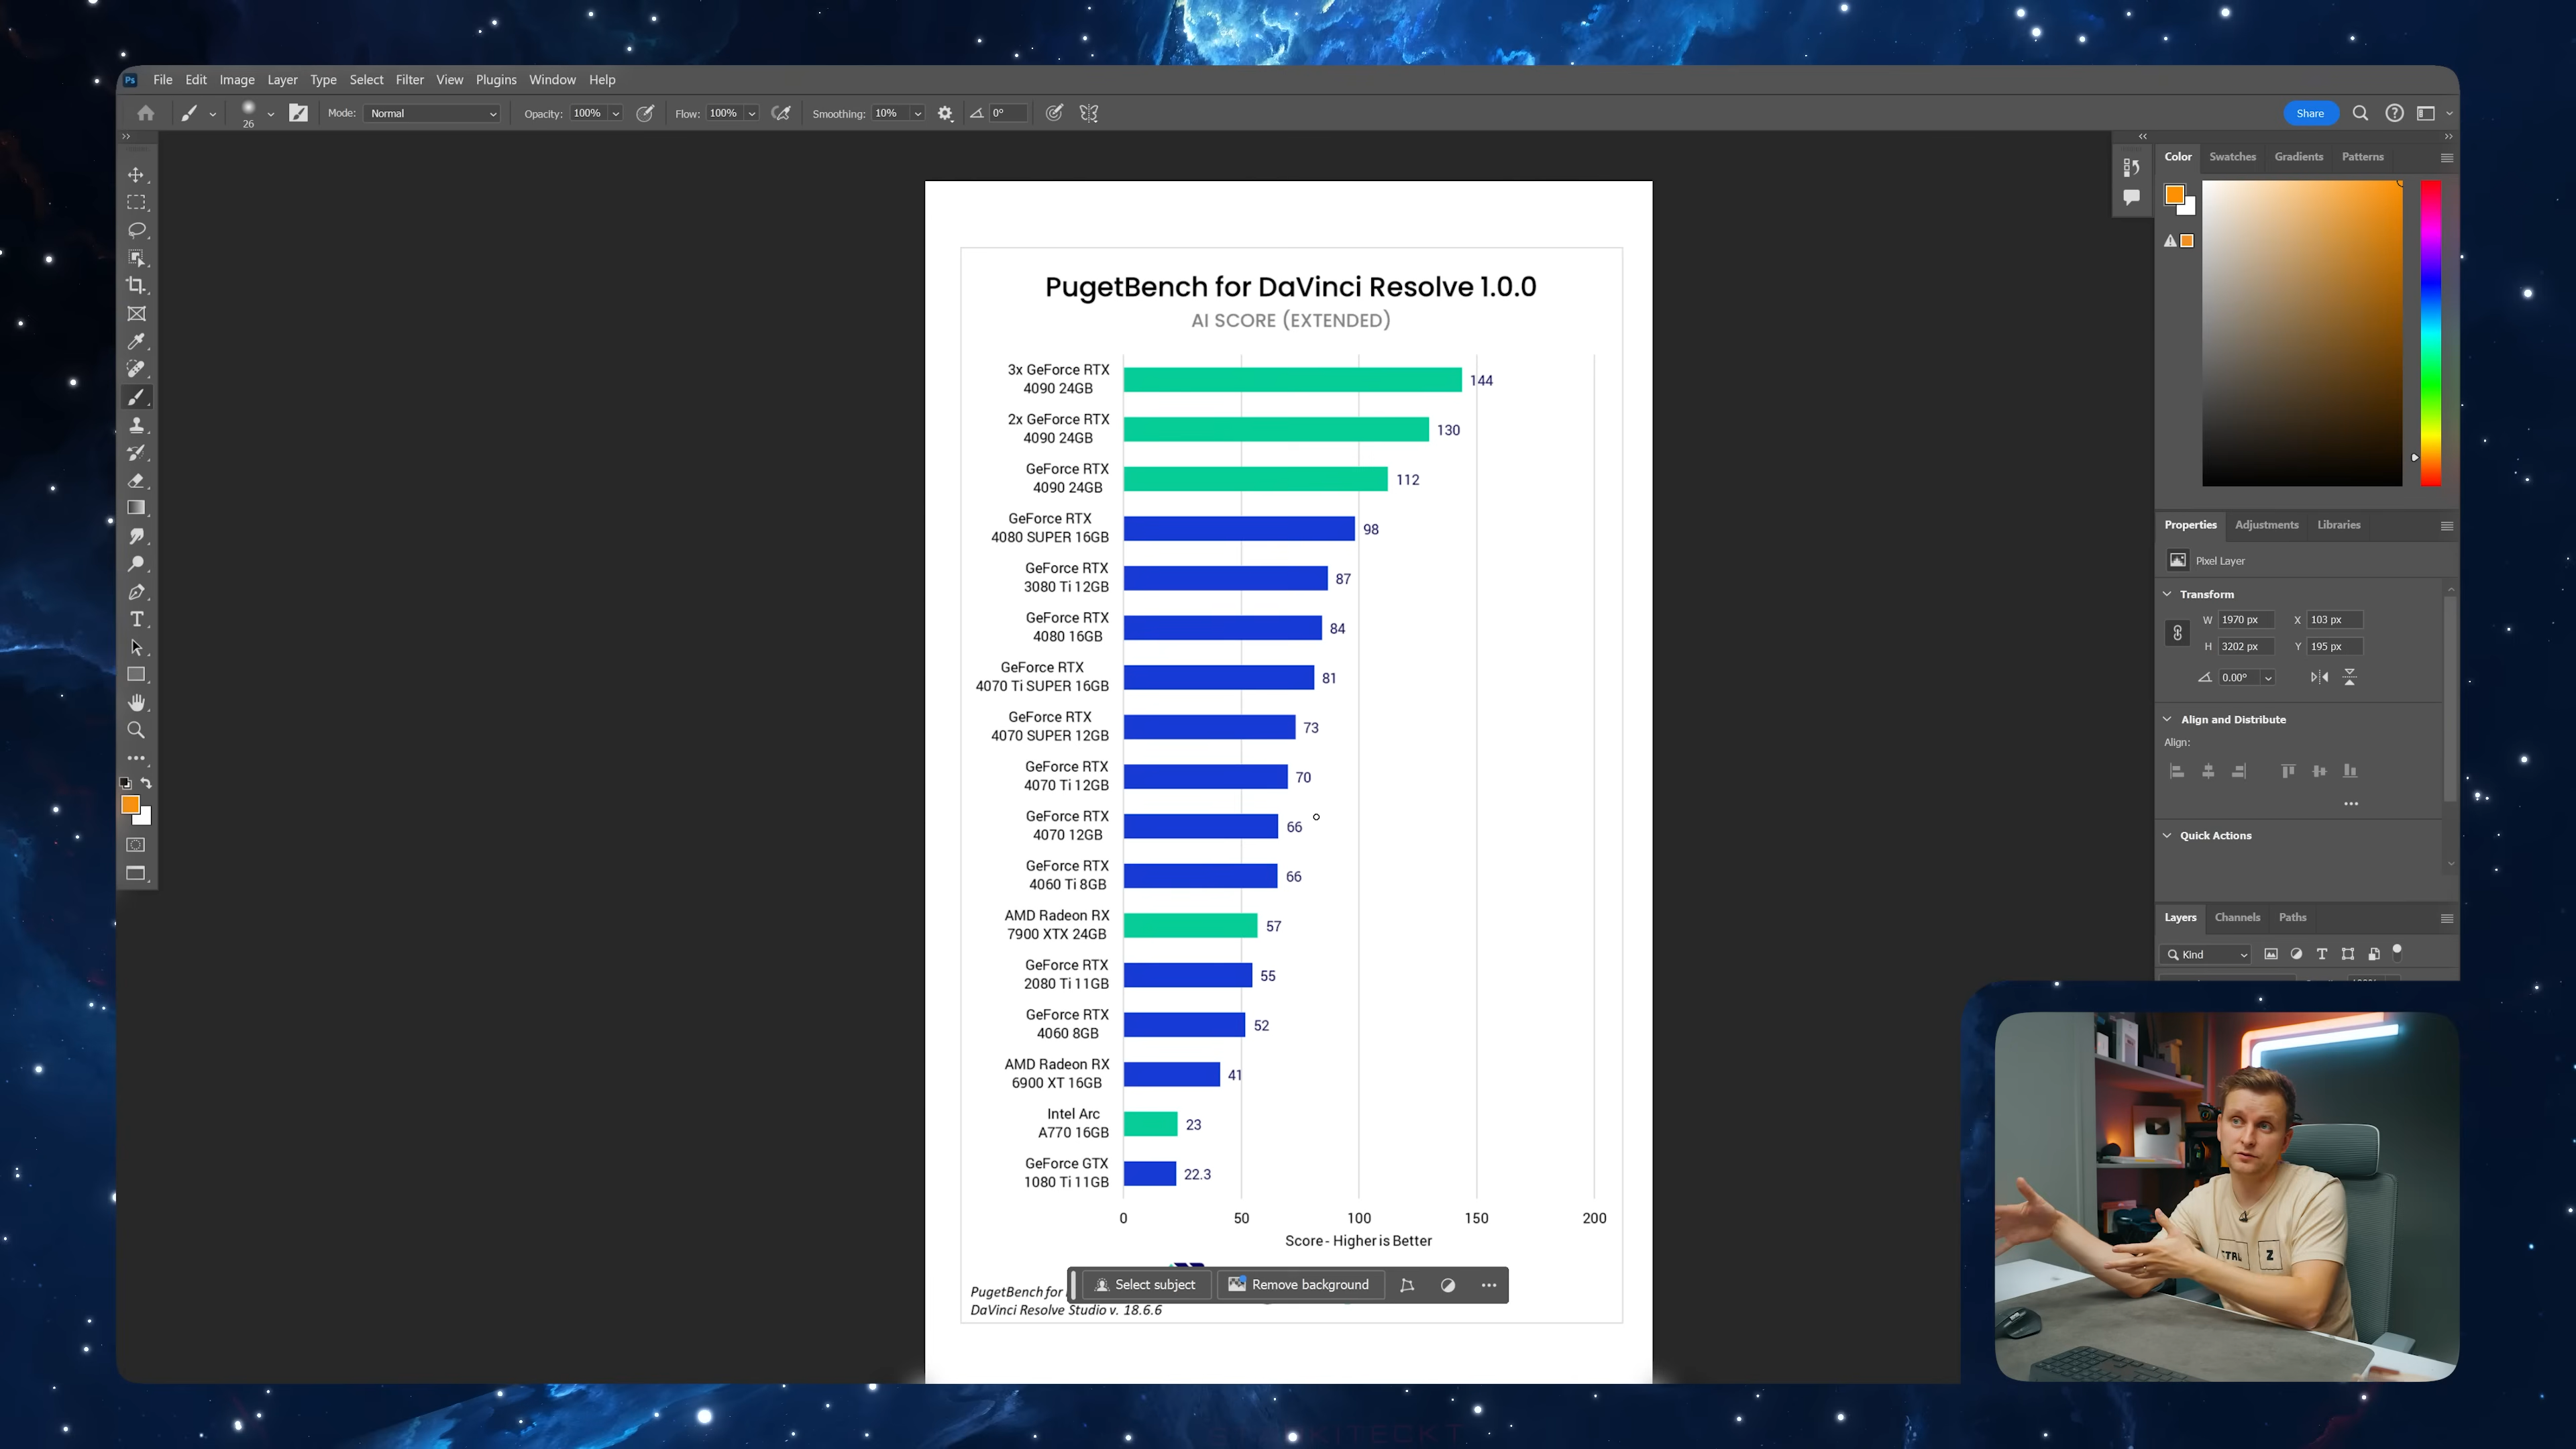 Ps File Edit Image Layer Type Select Filter View Plugins Window Help
26 Mode: Normal Opacity: 100% Flow: 100% Smoothing: 10% 0° Share
Color Swatches Gradients Patterns
PugetBench for DaVinci Resolve 1.0.0
AI SCORE (EXTENDED)
3x GeForce RTX
4090 24GB 144
2x GeForce RTX
4090 24GB 130
GeForce RTX
4090 24GB 112
GeForce RTX
4080 SUPER 16GB 98
GeForce RTX
3080 Ti 12GB 87
GeForce RTX
4080 16GB 84
GeForce RTX
4070 Ti SUPER 16GB 81
GeForce RTX
4070 SUPER 12GB 73
GeForce RTX
4070 Ti 12GB 70
GeForce RTX
4070 12GB 66
GeForce RTX
4060 Ti 8GB 66
AMD Radeon RX
7900 XTX 24GB 57
GeForce RTX
2080 Ti 11GB 55
GeForce RTX
4060 8GB 52
AMD Radeon RX
6900 XT 16GB 41
Intel Arc
A770 16GB 23
GeForce GTX
1080 Ti 11GB 22.3
0 50 100 150 200
Score - Higher is Better
Select subject Remove background
PugetBench for
DaVinci Resolve Studio v. 18.6.6
Properties Adjustments Libraries
Pixel Layer
Transform
W 1970 px X 103 px
H 3202 px Y 195 px
0.00°
Align and Distribute
Align:
Quick Actions
Layers Channels Paths
Kind
CTRL Z